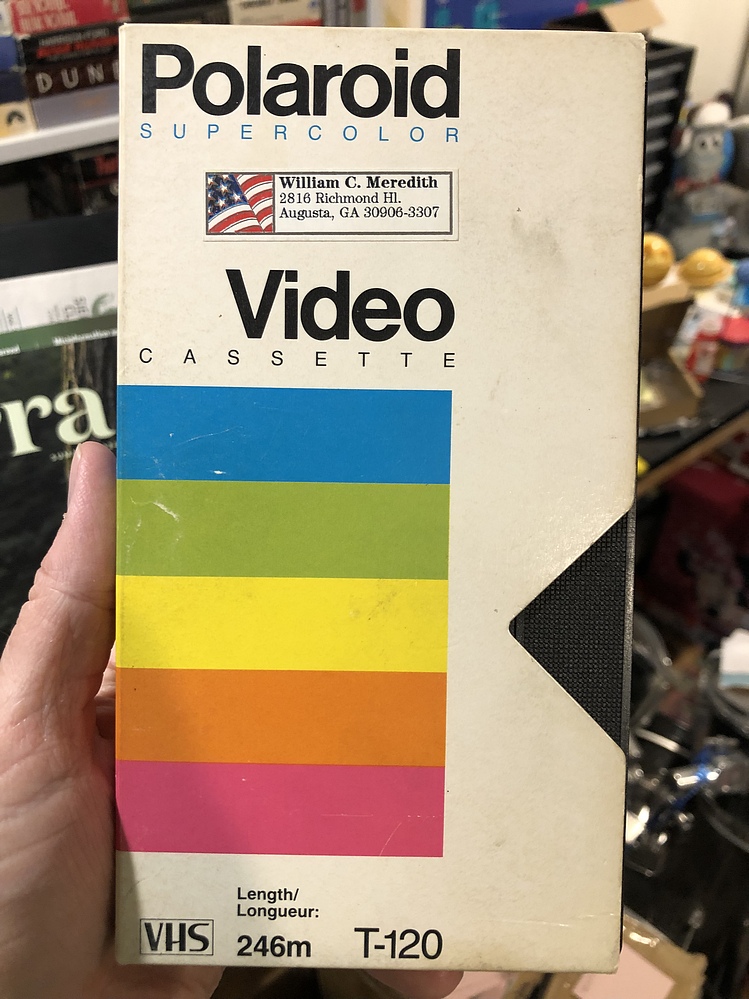 Polaroid
SUPERCOLOR
William C. Meredith
2816 Richmond Hl.
Augusta, GA 30906-3307
Video
CASSETTE
Length/
Longueur:
VHS
246m
T-120
DUN
ra